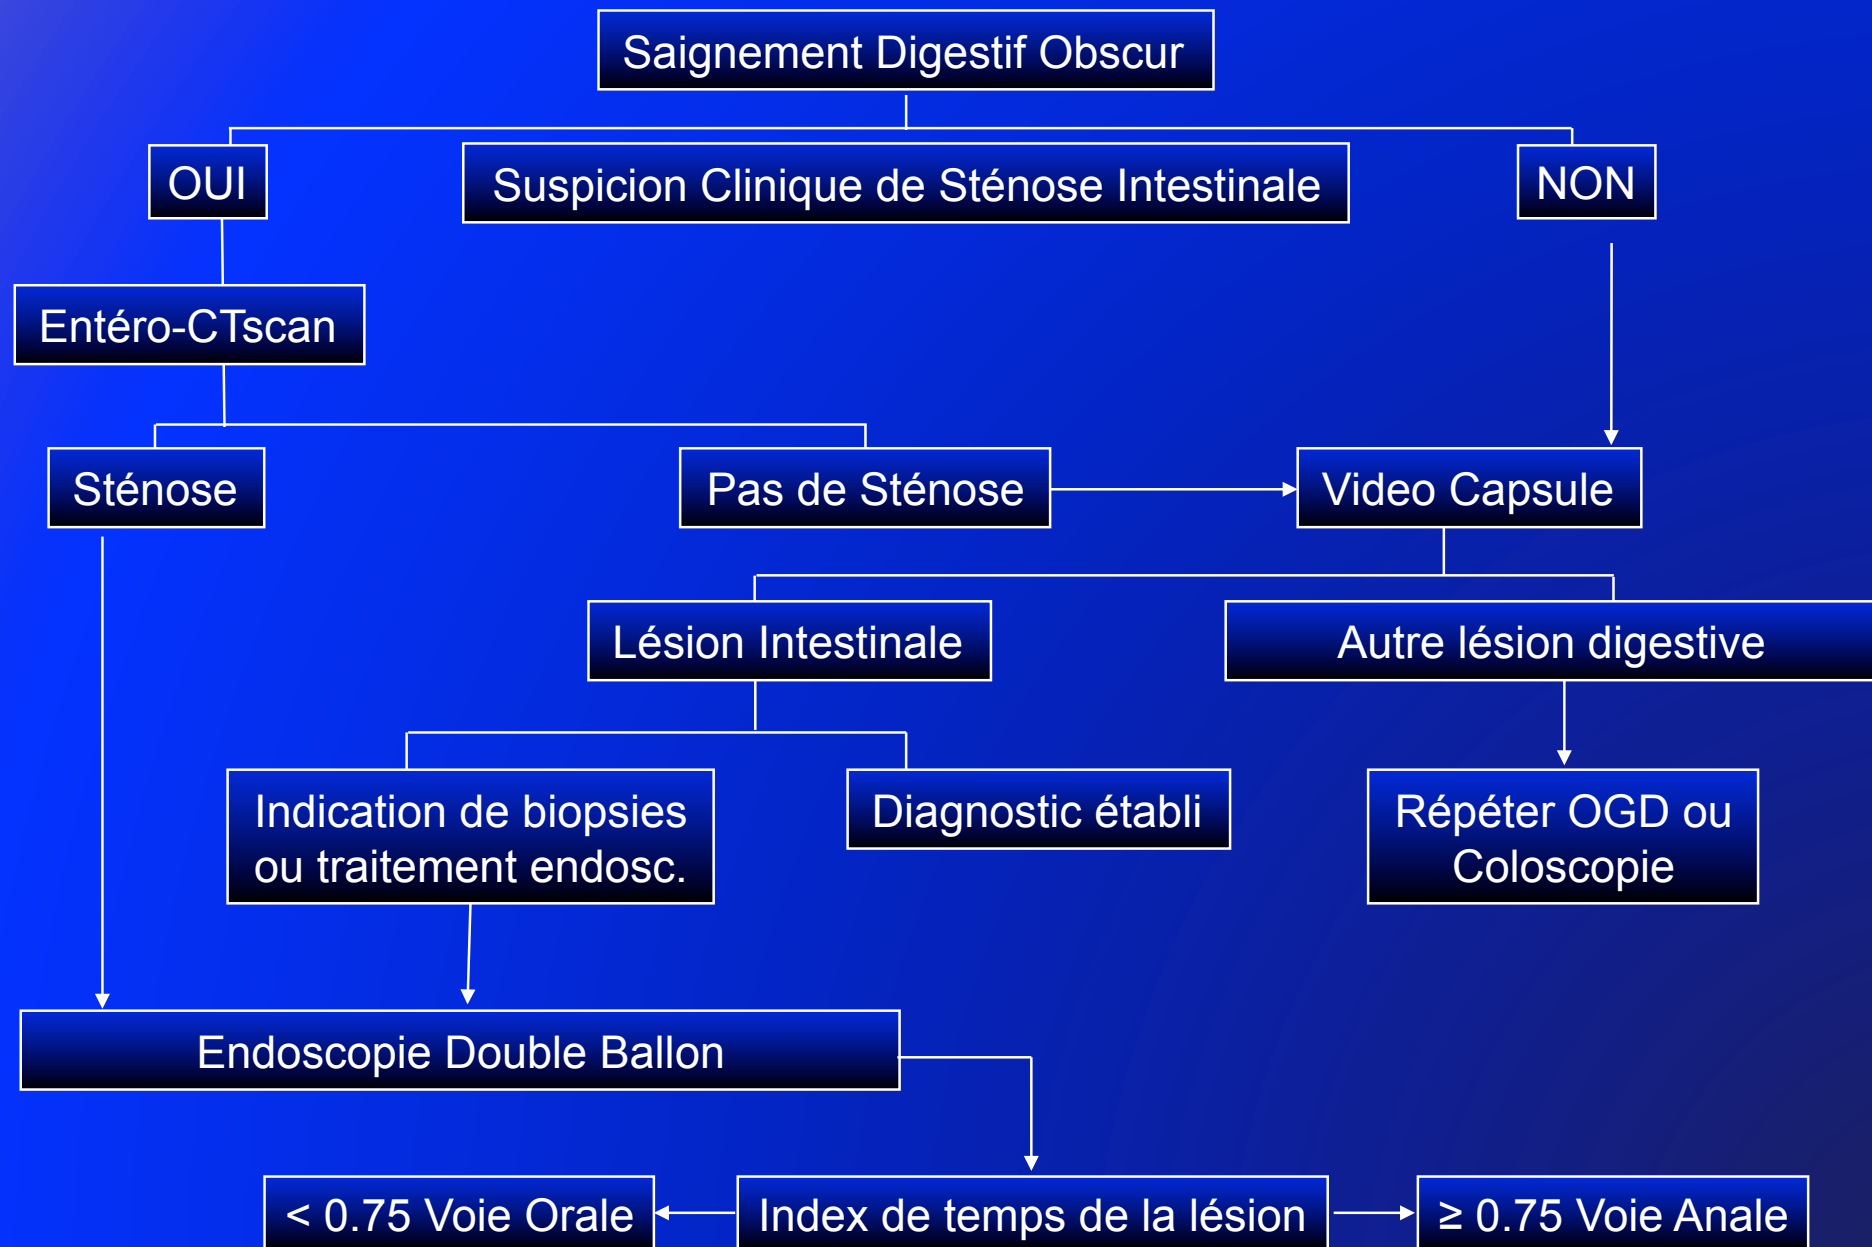 Saignement Digestif Obscur
OUI
Suspicion Clinique de Sténose Intestinale
NON
Entéro-CTscan
Sténose
Pas de Sténose
Video Capsule
Lésion Intestinale
Autre lésion digestive
Indication de biopsies
ou traitement endosc.
Diagnostic établi
Répéter OGD ou
Coloscopie
Endoscopie Double Ballon
< 0.75 Voie Orale
Index de temps de la lésion
≥ 0.75 Voie Anale